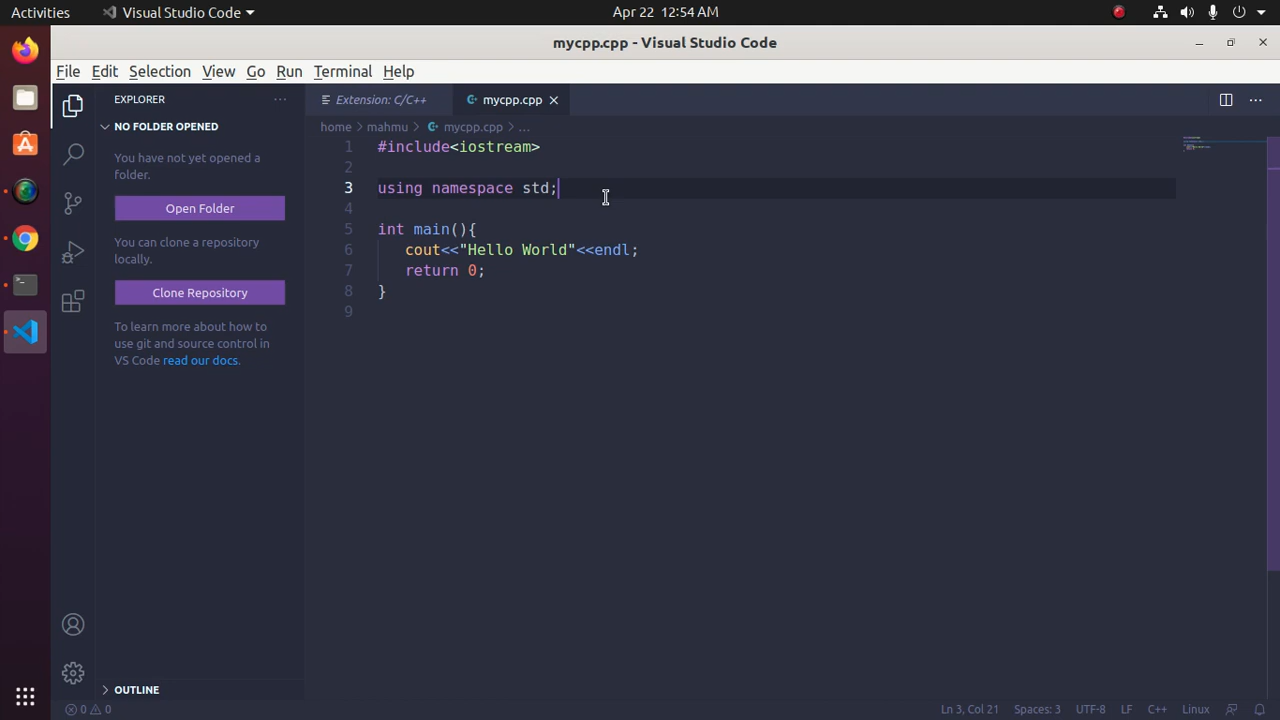 Activities
Visual Studio Code
Apr 22 12:54 AM
mycpp.cpp - Visual Studio Code
File Edit Selection View Go Run Terminal Help
EXPLORER
Extension: C/C++
mycpp.cpp
NO FOLDER OPENED
home > mahmu > mycpp.cpp > ...
You have not yet opened a
folder.
Open Folder
You can clone a repository
locally.
Clone Repository
To learn more about how to
use git and source control in
VS Code read our docs.
1 #include<iostream>
2
3 using namespace std;
4
5 int main(){
6 cout<<"Hello World"<<endl;
7 return 0;
8 }
9
OUTLINE
0 0
Ln 3, Col 21 Spaces: 3 UTF-8 LF C++ Linux